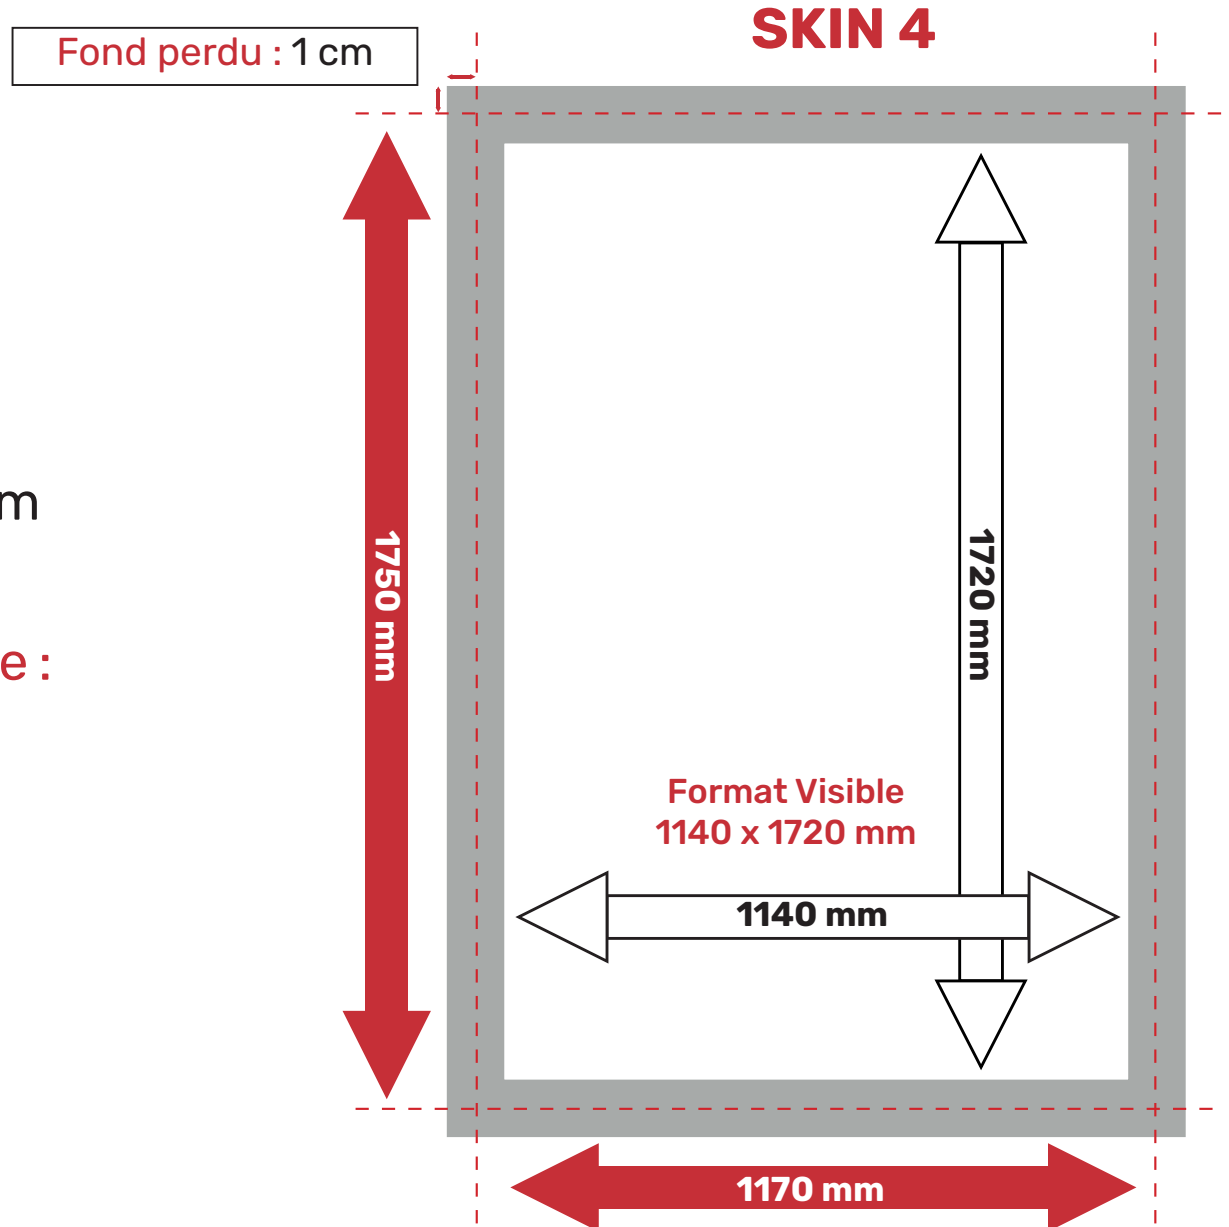 SKIN 4
Fond perdu : 1 cm
m
e :
1750 mm
1720 mm
Format Visible
1140 x 1720 mm
1140 mm
1170 mm